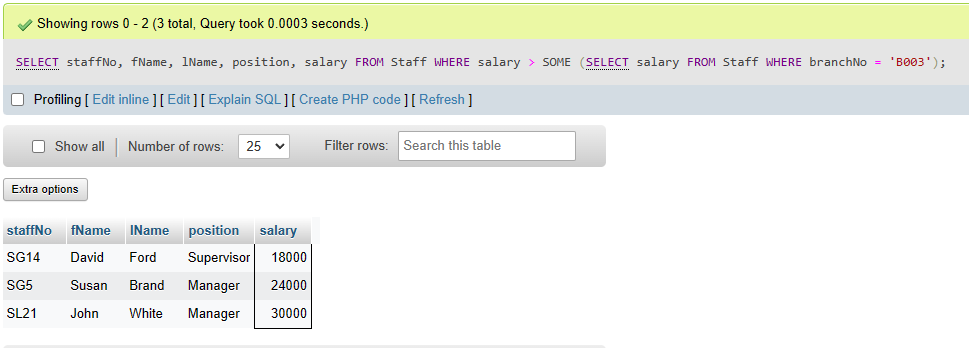 Showing rows 0 - 2 (3 total, Query took 0.0003 seconds.)
SELECT staffNo, fName, lName, position, salary FROM Staff WHERE salary > SOME (SELECT salary FROM Staff WHERE branchNo = 'B003');
Profiling [ Edit inline ] [ Edit ] [ Explain SQL ] [ Create PHP code ] [ Refresh ]
Show all Number of rows: 25 Filter rows: Search this table
Extra options
staffNo fName lName position salary
SG14 David Ford Supervisor 18000
SG5 Susan Brand Manager 24000
SL21 John White Manager 30000